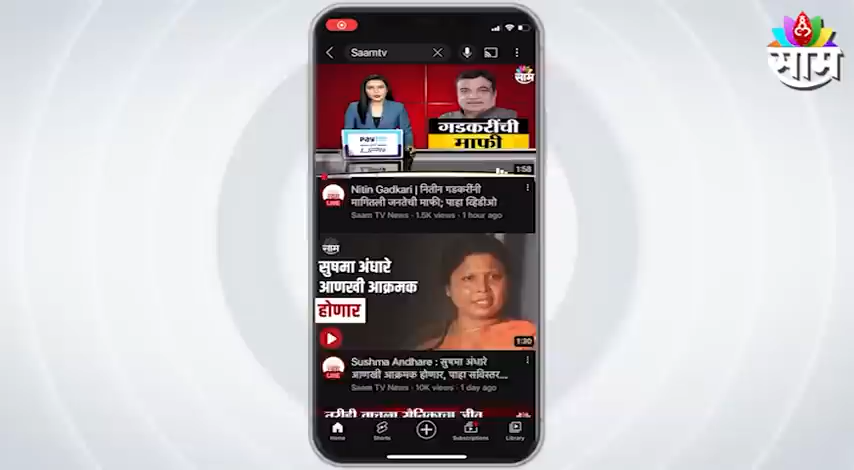 Saamtv
साम
साम
गडकरींची
माफी
1:58
Nitin Gadkari | नितीन गडकरींनी
मागितली जनतेची माफी; पाहा व्हिडीओ
Saam TV News · 1.5K views · 1 hour ago
LIVE
साम
सुषमा अंधारे
आणखी आक्रमक
होणार
1:30
Sushma Andhare : सुषमा अंधारे
आणखी आक्रमक होणार, पाहा सविस्तर...
Saam TV News · 10K views · 1 day ago
LIVE
Home
Shorts
Subscriptions
Library